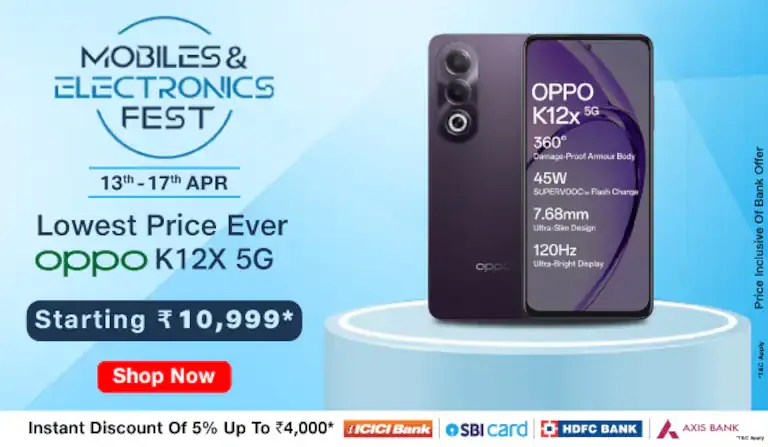 MOBILES &
ELECTRONICS
FEST
13th - 17th APR
Lowest Price Ever
oppo K12X 5G
Starting ₹10,999*
Shop Now
OPPO
K12x 5G
360°
Damage-Proof Armour Body
45W
SUPERVOOC™ Flash Charge
7.68mm
Ultra-Slim Design
120Hz
Ultra-Bright Display
oppo
Price Inclusive Of Bank Offer
*T&C Apply
Instant Discount Of 5% Up To ₹4,000*
ICICI Bank
SBI card
HDFC BANK
AXIS BANK
*T&C Apply